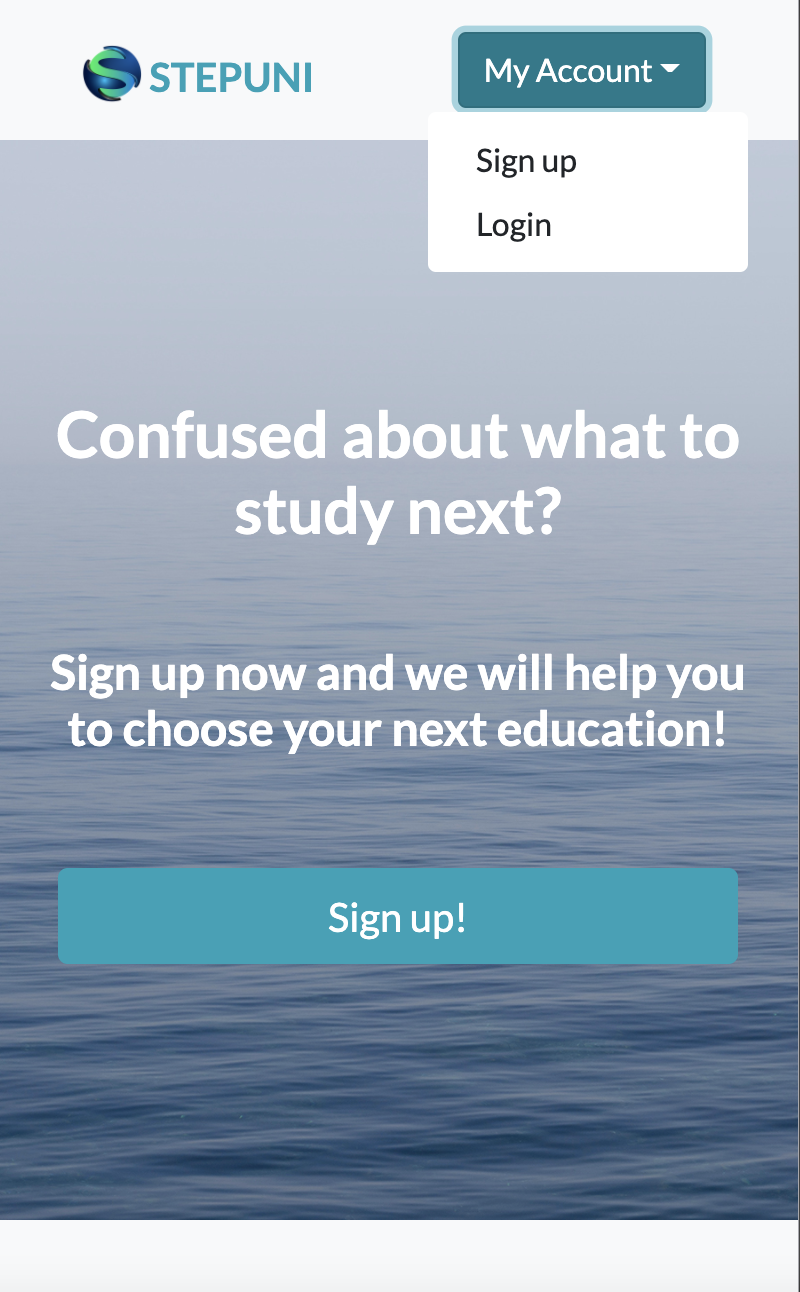 STEPUNI
My Account
Sign up
Login
Confused about what to
study next?
Sign up now and we will help you
to choose your next education!
Sign up!